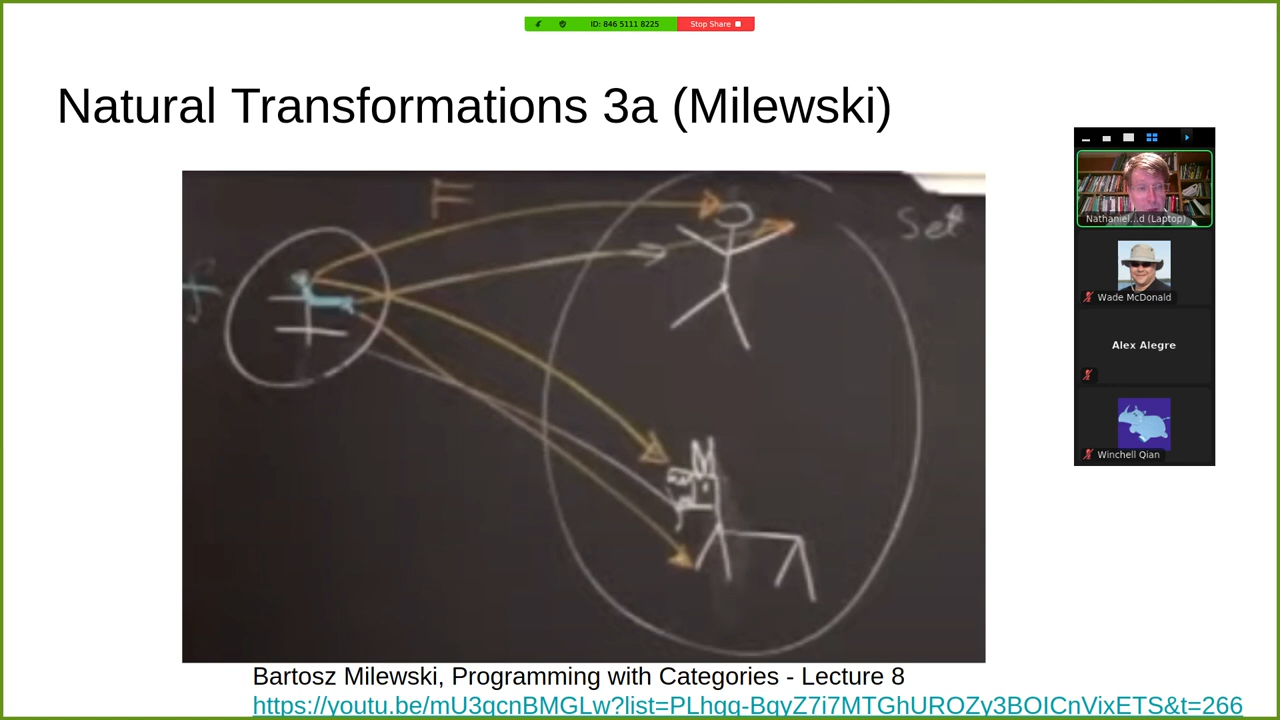 ID: 846 5111 8225
Stop Share
Natural Transformations 3a (Milewski)
F
Set
f
Nathaniel...d (Laptop)
Wade McDonald
Alex Alegre
Winchell Qian
Bartosz Milewski, Programming with Categories - Lecture 8
https://youtu.be/mU3qcnBMGLw?list=PLhgq-BqyZ7i7MTGhUROZy3BOICnVixETS&t=266